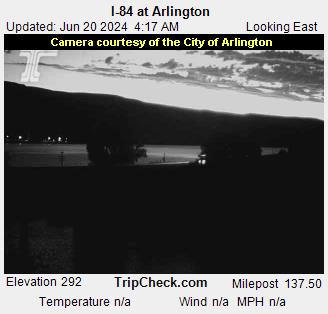 I-84 at Arlington
Updated: Jun 20 2024 4:17 AM Looking East
Camera courtesy of the City of Arlington
Elevation 292 TripCheck.com Milepost 137.50
Temperature n/a Wind n/a MPH n/a